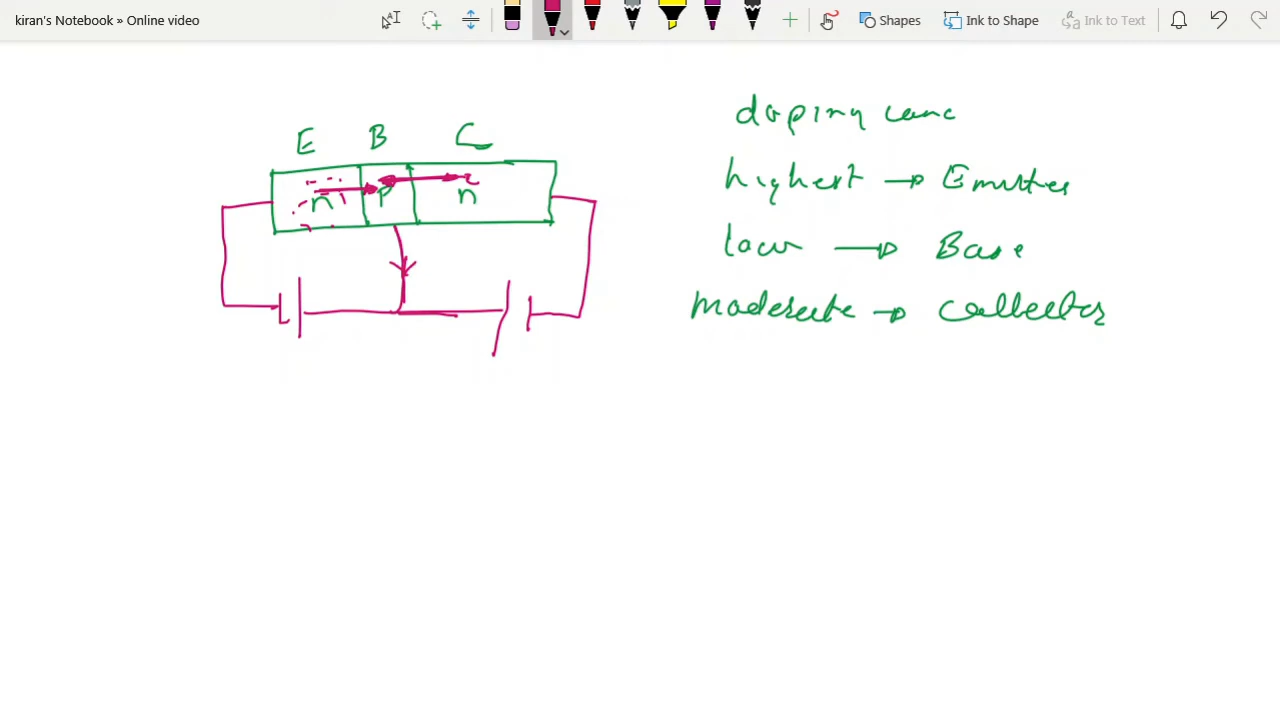 kiran's Notebook » Online video
Shapes
Ink to Shape
Ink to Text
E B C
n P n
doping conc
highest → Emitter
low → Base
moderate → Collector